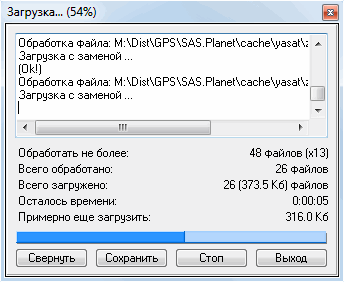 Загрузка... (54%)
Обработка файла: M:\Dist\GPS\SAS.Planet\cache\yasat\z
Загрузка с заменой ...
(Ok!)
Обработка файла: M:\Dist\GPS\SAS.Planet\cache\yasat\z
Загрузка с заменой ...
Обработать не более: 48 файлов (x13)
Всего обработано: 26 файлов
Всего загружено: 26 (373.5 Кб) файлов
Осталось времени: 0:00:05
Примерно еще загрузить: 316.0 Кб
Свернуть Сохранить Стоп Выход